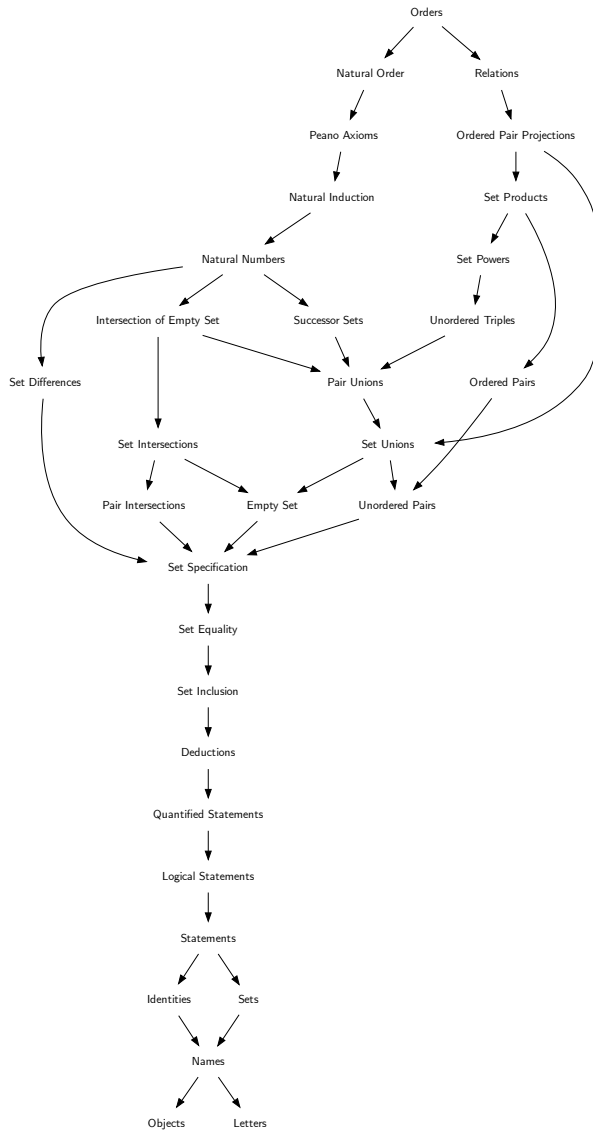 Orders
Natural Order
Relations
Peano Axioms
Ordered Pair Projections
Natural Induction
Set Products
Natural Numbers
Set Powers
Intersection of Empty Set
Successor Sets
Unordered Triples
Set Differences
Pair Unions
Ordered Pairs
Set Intersections
Set Unions
Pair Intersections
Empty Set
Unordered Pairs
Set Specification
Set Equality
Set Inclusion
Deductions
Quantified Statements
Logical Statements
Statements
Identities
Sets
Names
Objects
Letters